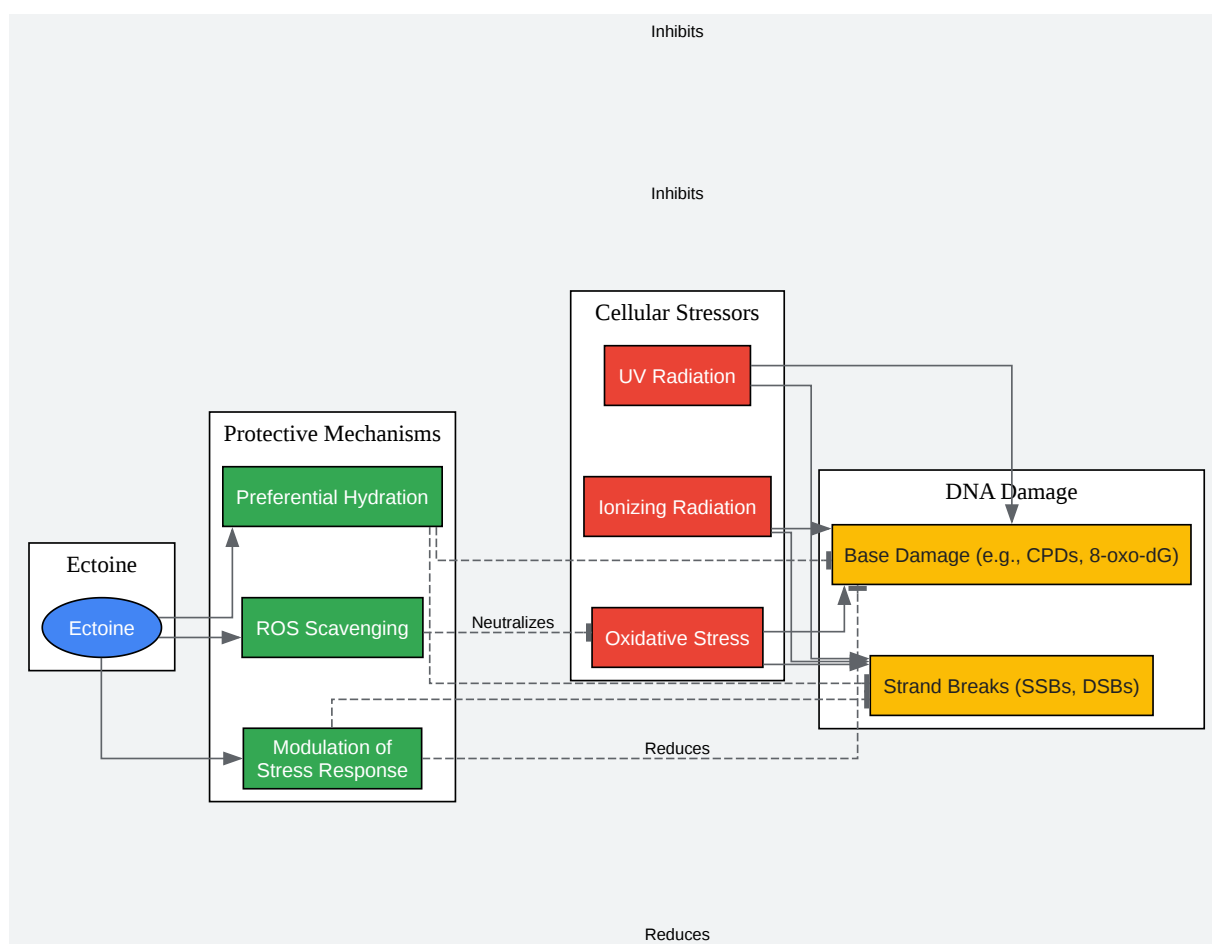 Inhibits
Inhibits
Cellular Stressors
UV Radiation
Protective Mechanisms
Preferential Hydration
Ionizing Radiation
DNA Damage
Base Damage (e.g., CPDs, 8-oxo-dG)
Ectoine
Ectoine
ROS Scavenging
Neutralizes
Oxidative Stress
Strand Breaks (SSBs, DSBs)
Modulation of
Stress Response
Reduces
Reduces